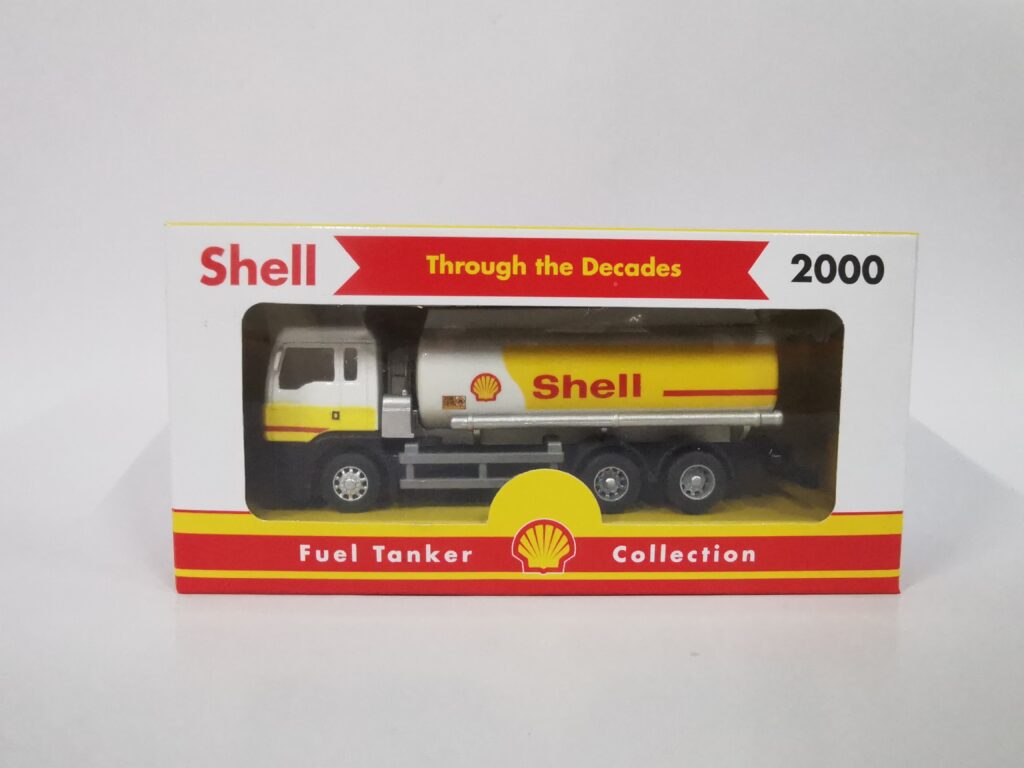 Shell
Through the Decades
2000
Shell
Fuel Tanker
Collection